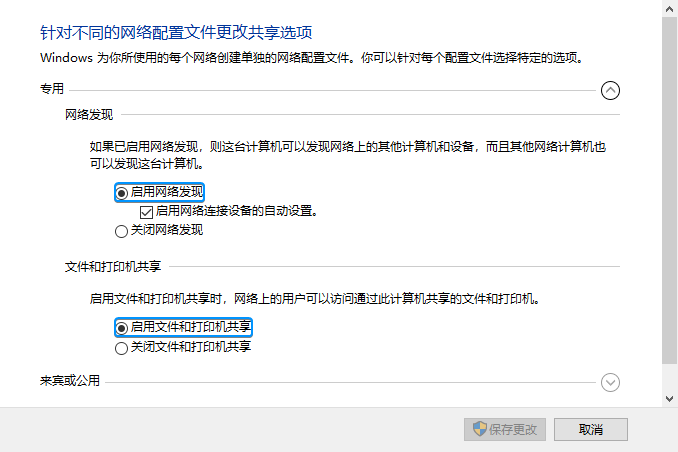 针对不同的网络配置文件更改共享选项
Windows 为你所使用的每个网络创建单独的网络配置文件。你可以针对每个配置文件选择特定的选项。
专用
网络发现
如果已启用网络发现，则这台计算机可以发现网络上的其他计算机和设备，而且其他网络计算机也
可以发现这台计算机。
启用网络发现
启用网络连接设备的自动设置。
关闭网络发现
文件和打印机共享
启用文件和打印机共享时，网络上的用户可以访问通过此计算机共享的文件和打印机。
启用文件和打印机共享
关闭文件和打印机共享
来宾或公用
保存更改
取消